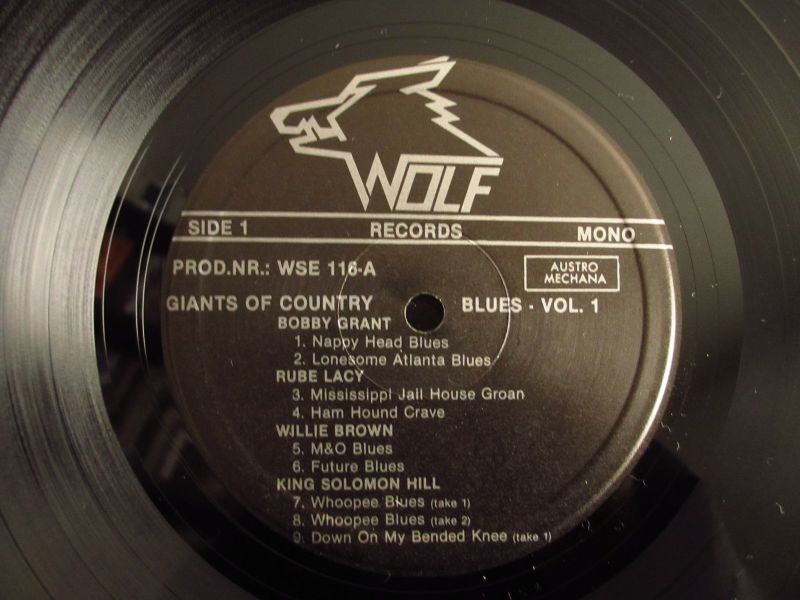 WOLF
SIDE 1 RECORDS MONO
PROD.NR.: WSE 116-A AUSTRO MECHANA
GIANTS OF COUNTRY BLUES - VOL. 1
BOBBY GRANT
1. Nappy Head Blues
2. Lonesome Atlanta Blues
RUBE LACY
3. Mississippi Jail House Groan
4. Ham Hound Crave
WILLIE BROWN
5. M&O Blues
6. Future Blues
KING SOLOMON HILL
7. Whoopee Blues (take 1)
8. Whoopee Blues (take 2)
9. Down On My Bended Knee (take 1)